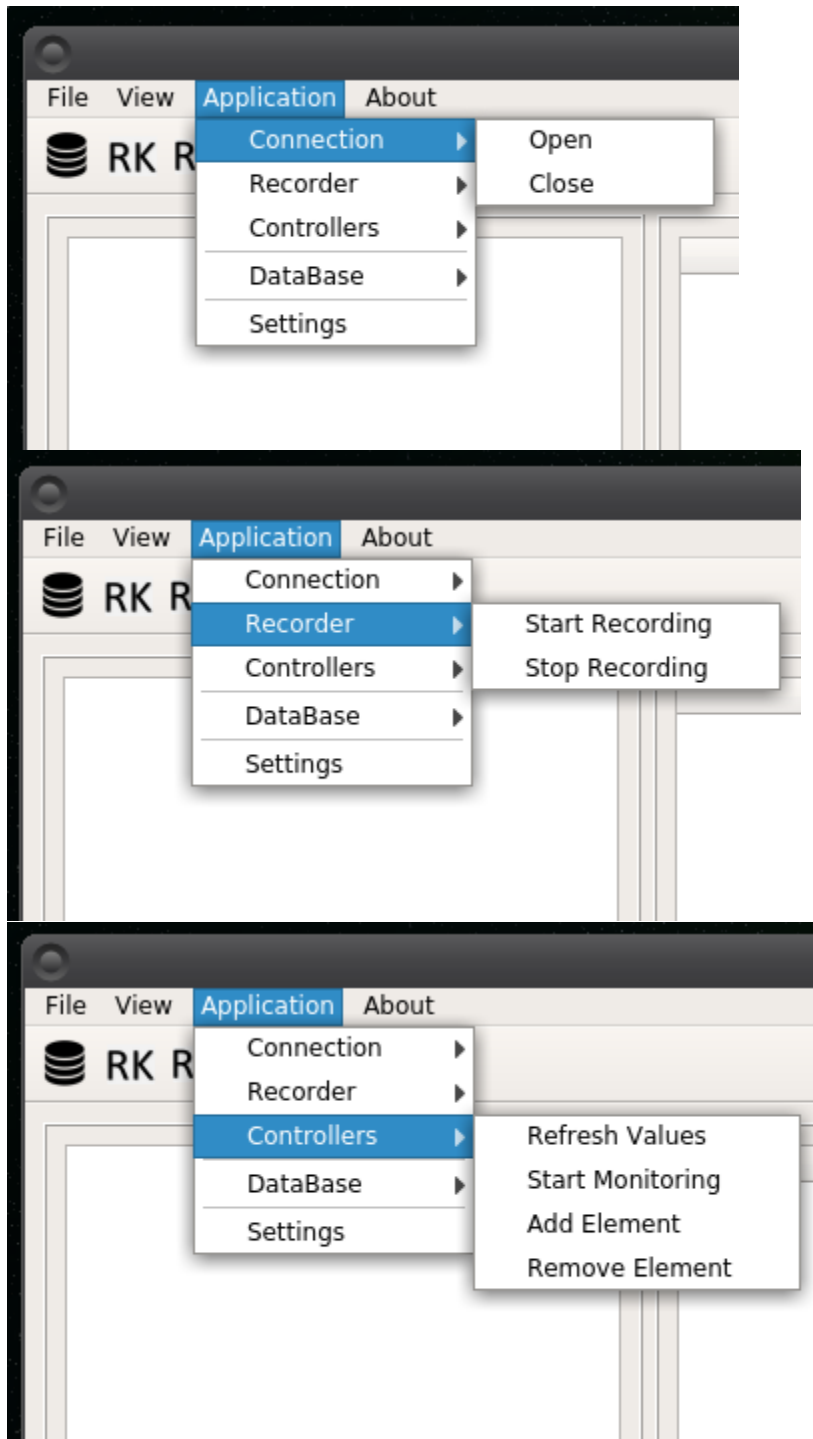 File View Application About
Connection Open
RK R
Recorder Close
Controllers
DataBase
Settings
File View Application About
Connection
RK R
Recorder Start Recording
Controllers Stop Recording
DataBase
Settings
File View Application About
Connection
RK R
Recorder
Controllers Refresh Values
DataBase Start Monitoring
Settings Add Element
Remove Element